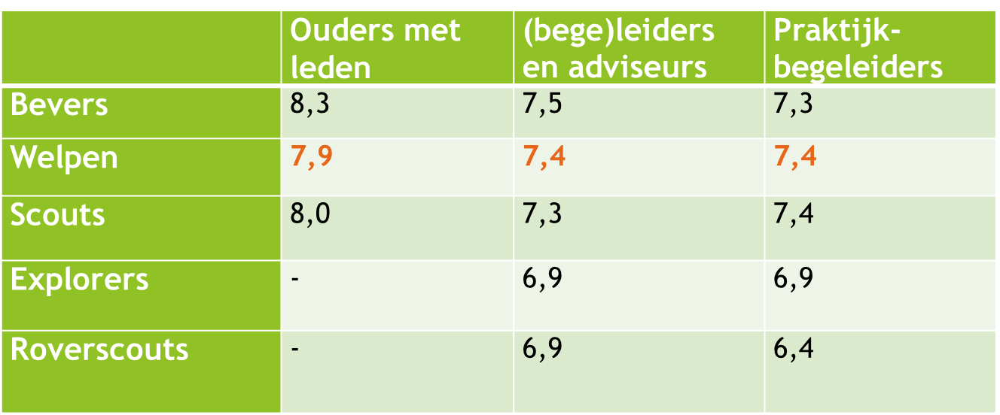 Ouders met leden
(bege)leiders en adviseurs
Praktijk-
begeleiders
Bevers 8,3 7,5 7,3
Welpen 7,9 7,4 7,4
Scouts 8,0 7,3 7,4
Explorers - 6,9 6,9
Roverscouts - 6,9 6,4